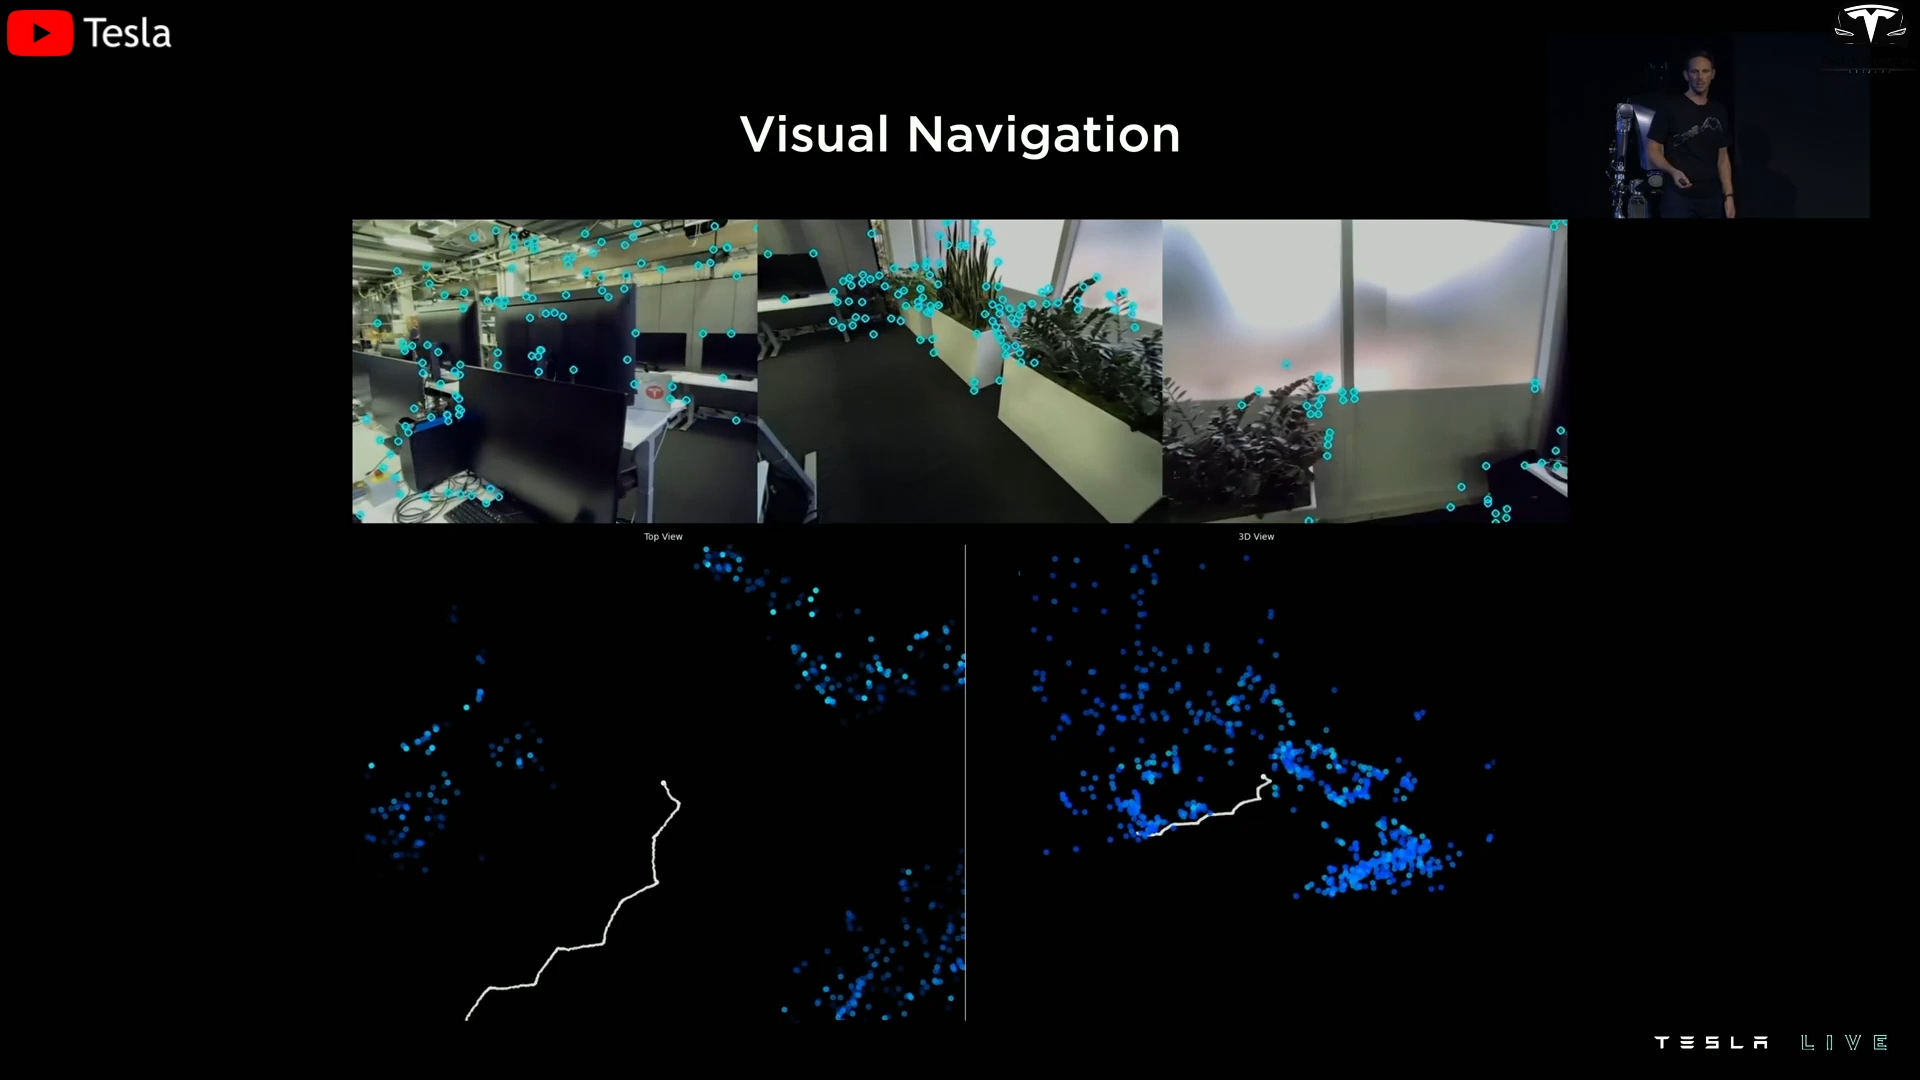 Tesla
Visual Navigation
Top View
3D View
TESLA LIVE